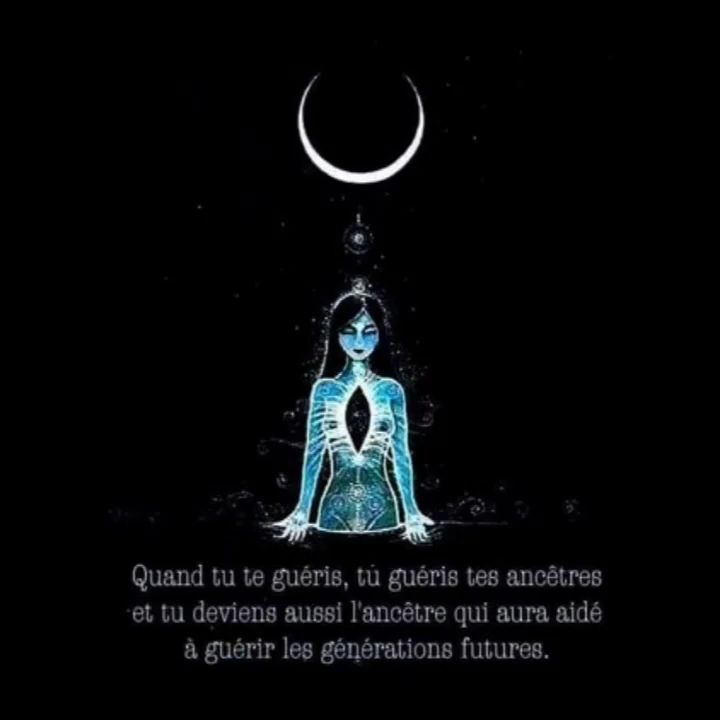 Quand tu te guéris, tu guéris tes ancêtres
et tu deviens aussi l'ancêtre qui aura aidé
à guérir les générations futures.